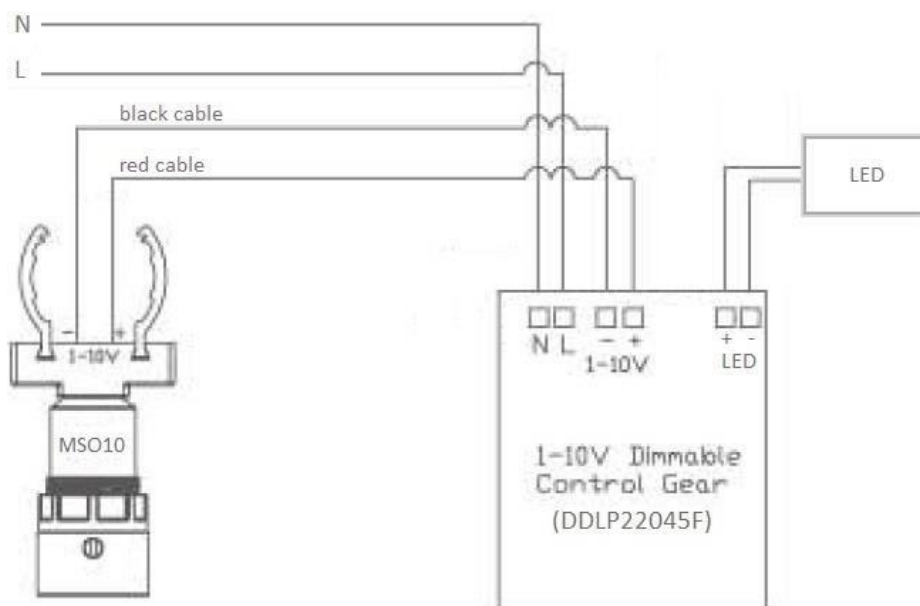 N
L
black cable
red cable
LED
- +
1-10V
MSO10
N L - +
1-10V
+ -
LED
1-10V Dimmable
Control Gear
(DDLP22045F)